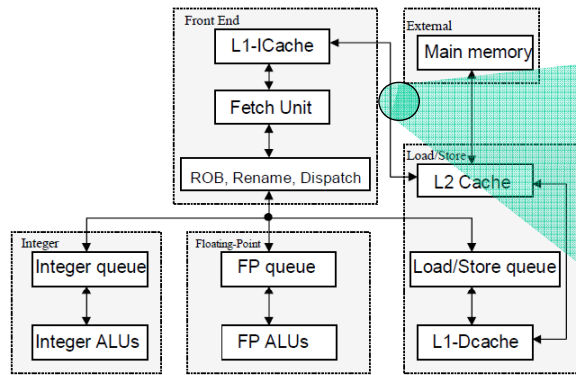 Front End
L1-ICache
Fetch Unit
ROB, Rename, Dispatch
External
Main memory
Load/Store
L2 Cache
Integer
Integer queue
Integer ALUs
Floating-Point
FP queue
FP ALUs
Load/Store queue
L1-Dcache